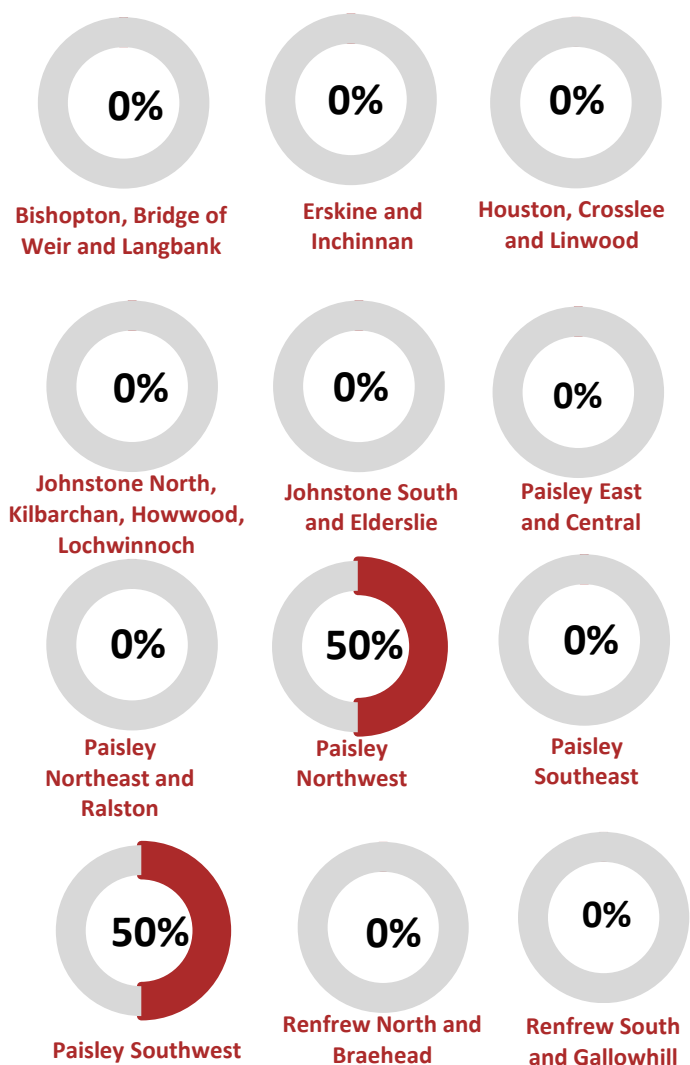 0%
Bishopton, Bridge of
Weir and Langbank
0%
Erskine and
Inchinnan
0%
Houston, Crosslee
and Linwood
0%
Johnstone North,
Kilbarchan, Howwood,
Lochwinnoch
0%
Johnstone South
and Elderslie
0%
Paisley East
and Central
0%
Paisley
Northeast and
Ralston
50%
Paisley
Northwest
0%
Paisley
Southeast
50%
Paisley Southwest
0%
Renfrew North and
Braehead
0%
Renfrew South
and Gallowhill